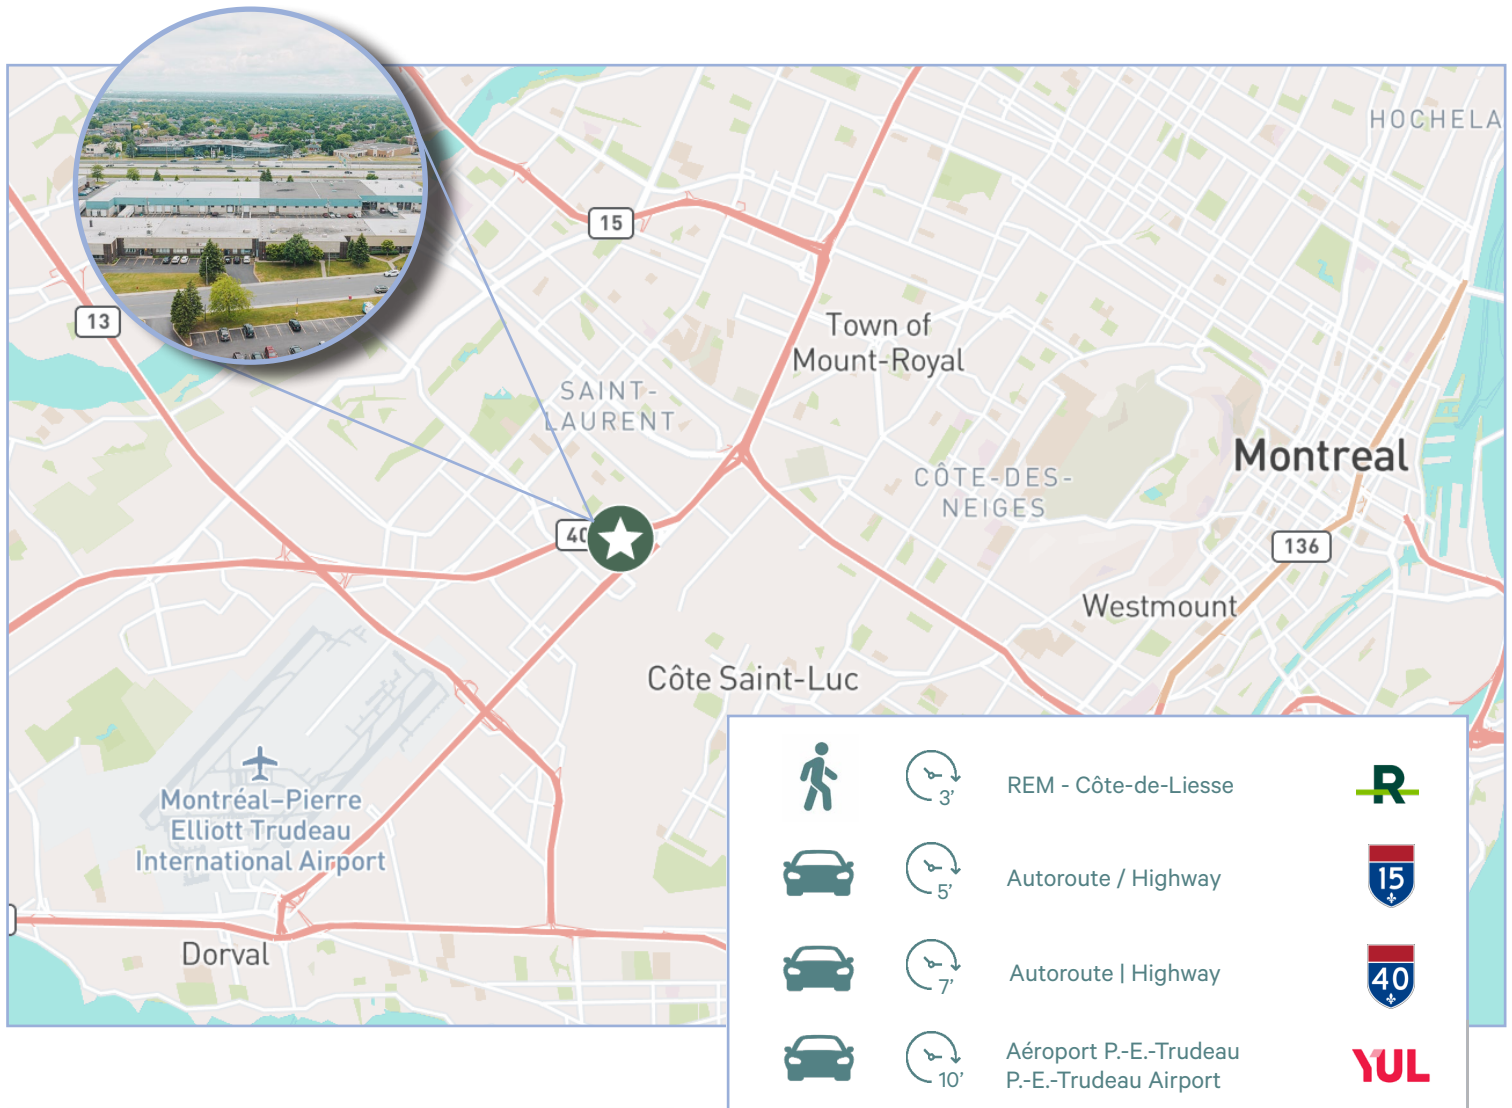 HOCHELA
15
13
Town of
Mount-Royal
SAINT-
LAURENT
Montreal
CÔTE-DES-
NEIGES
40
136
Westmount
Côte Saint-Luc
Montréal–Pierre
Elliott Trudeau
International Airport
Dorval
3’ REM - Côte-de-Liesse R
5’ Autoroute / Highway 15
7’ Autoroute | Highway 40
10’ Aéroport P.-E.-Trudeau
P.-E.-Trudeau Airport YUL